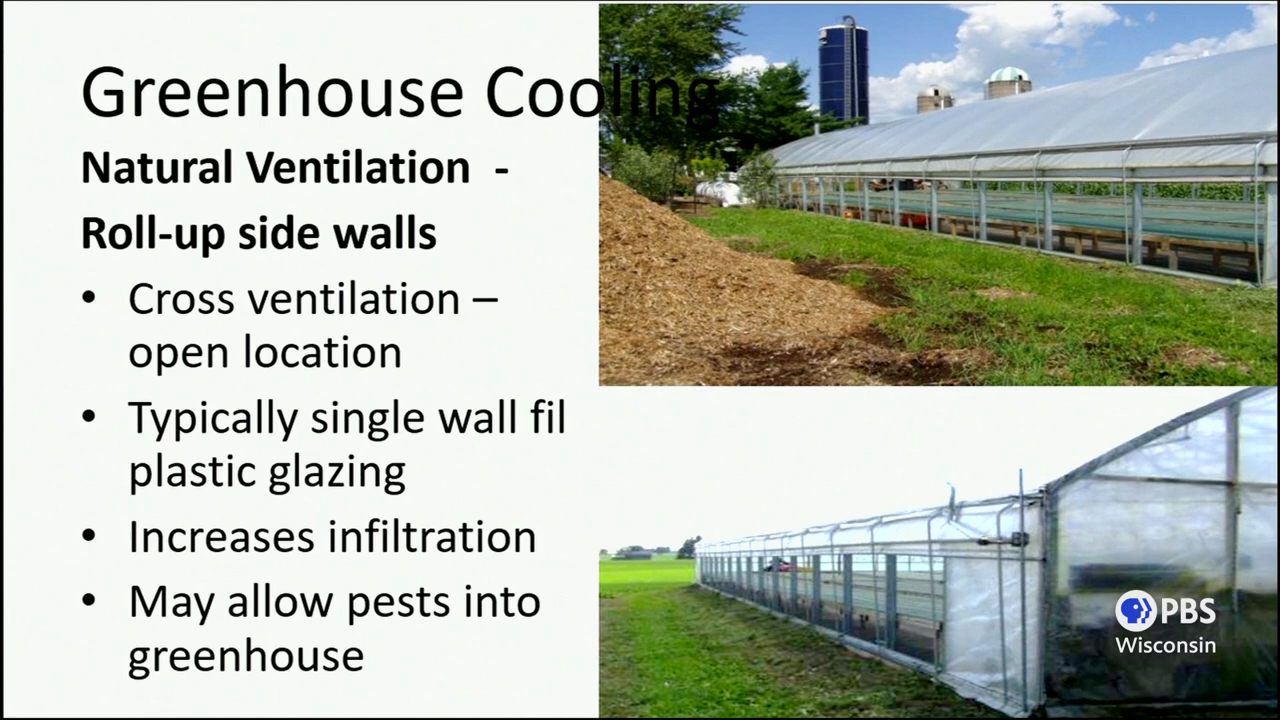 Greenhouse Cooling
Natural Ventilation -
Roll-up side walls
• Cross ventilation –
open location
• Typically single wall fil
plastic glazing
• Increases infiltration
• May allow pests into
greenhouse
PBS
Wisconsin